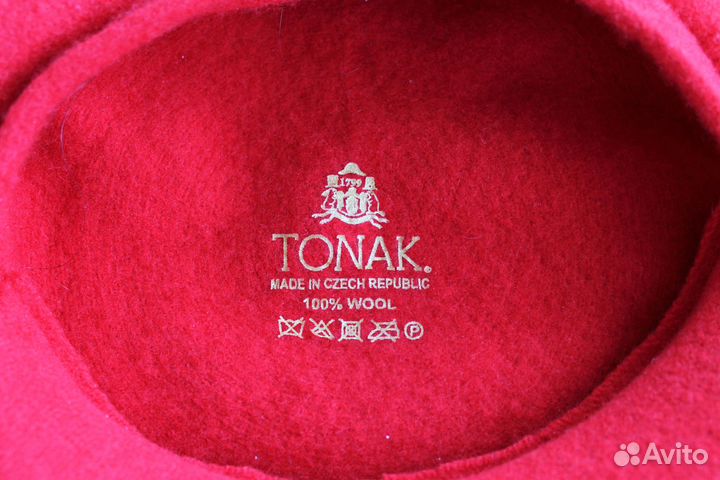 1799
TONAK.
MADE IN CZECH REPUBLIC
100% WOOL
P
Avito